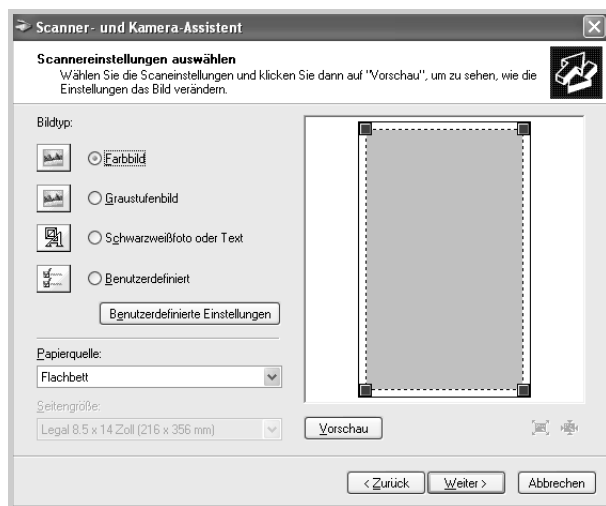 Scanner- und Kamera-Assistent
Scannereinstellungen auswählen
Wählen Sie die Scaneinstellungen und klicken Sie dann auf "Vorschau", um zu sehen, wie die
Einstellungen das Bild verändern.
Bildtyp:
Farbbild
Graustufenbild
Schwarzweißfoto oder Text
Benutzerdefiniert
Benutzerdefinierte Einstellungen
Papierquelle:
Flachbett
Seitengröße:
Legal 8.5 x 14 Zoll (216 x 356 mm)
Vorschau
< Zurück
Weiter >
Abbrechen